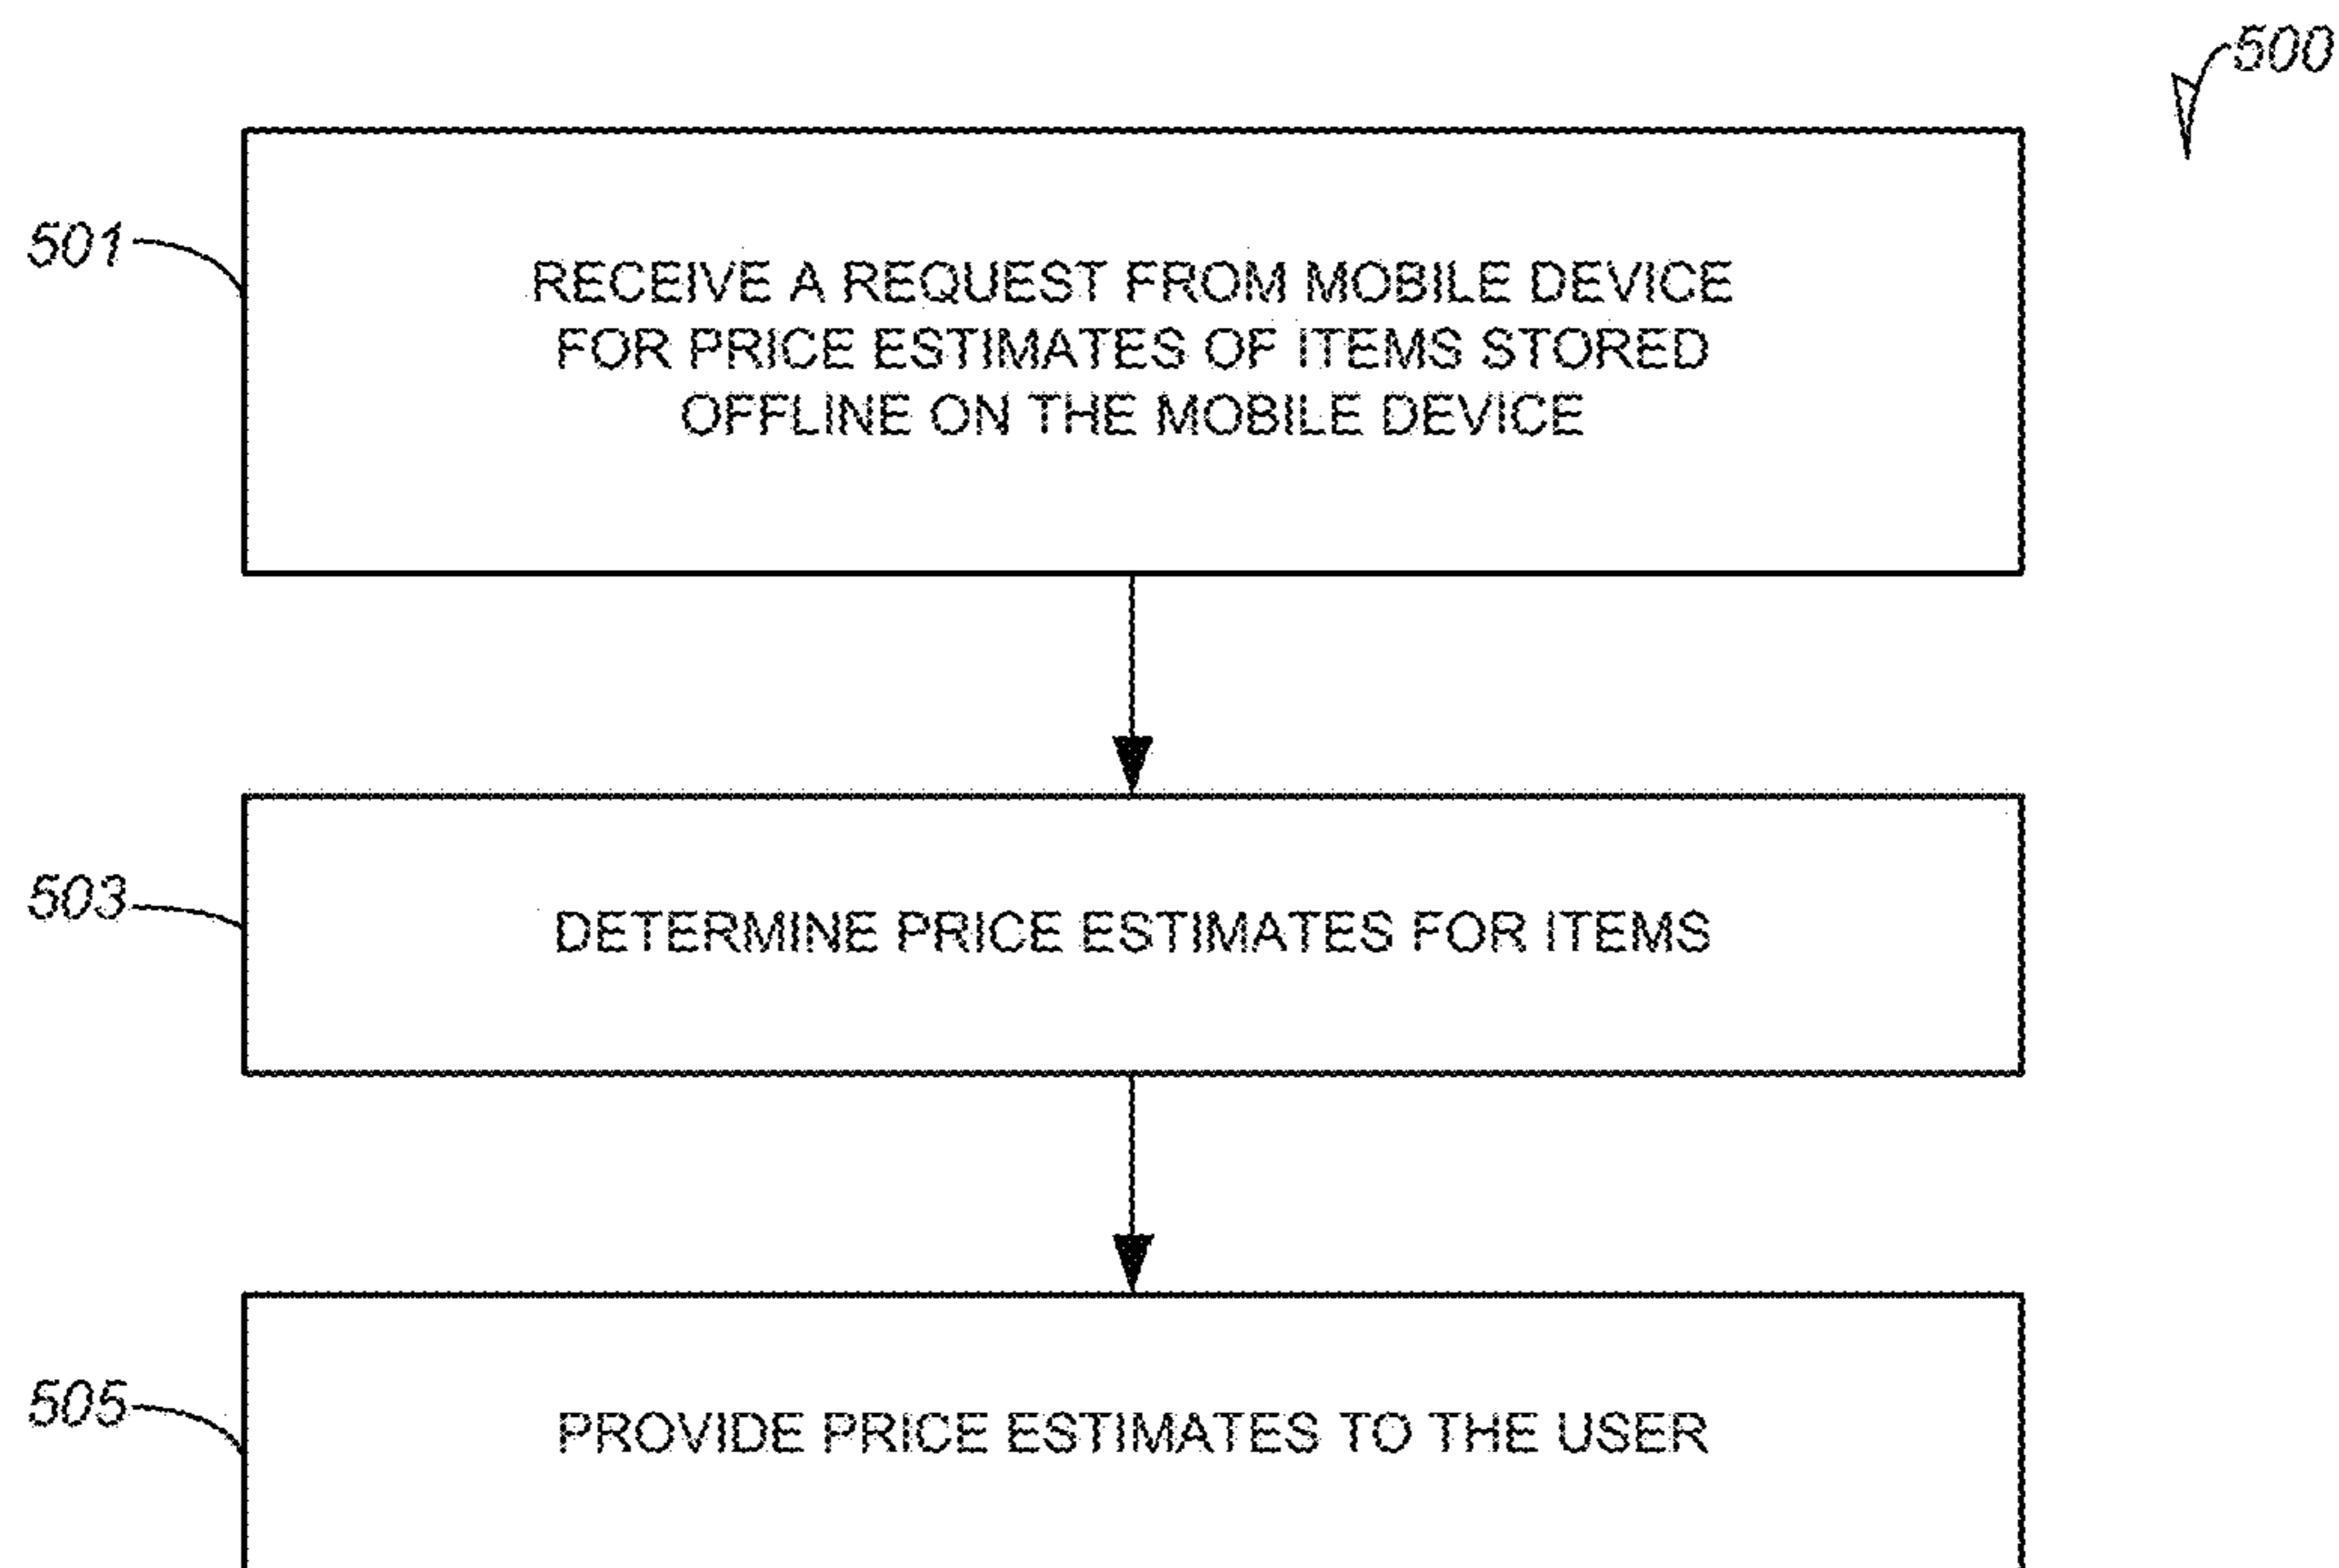 500
501
RECEIVE A REQUEST FROM MOBILE DEVICE
FOR PRICE ESTIMATES OF ITEMS STORED
OFFLINE ON THE MOBILE DEVICE
503
DETERMINE PRICE ESTIMATES FOR ITEMS
505
PROVIDE PRICE ESTIMATES TO THE USER